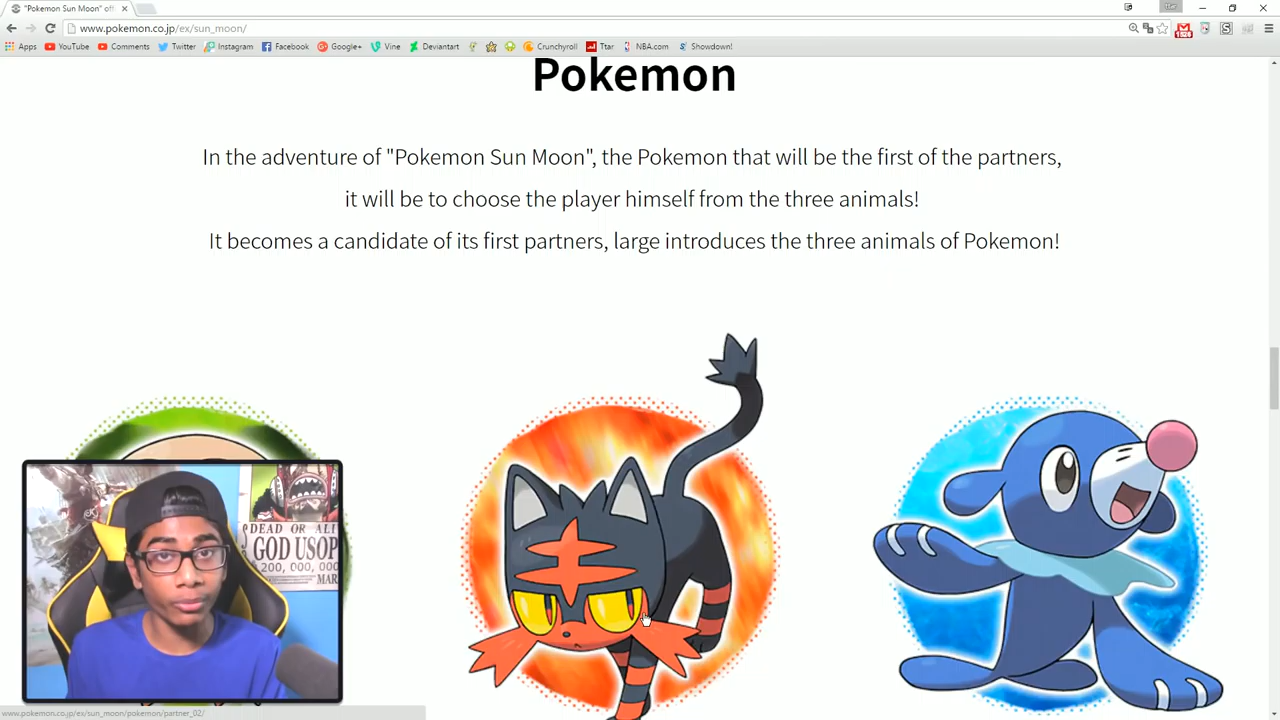 "Pokemon Sun Moon" off
Ttar
www.pokemon.co.jp/ex/sun_moon/
Apps YouTube Comments Twitter Instagram Facebook Google+ Vine Deviantart Crunchyroll Ttar NBA.com Showdown!
1526
Pokemon
In the adventure of "Pokemon Sun Moon", the Pokemon that will be the first of the partners,
it will be to choose the player himself from the three animals!
It becomes a candidate of its first partners, large introduces the three animals of Pokemon!
DEAD OR ALI
GOD USOP
200,000,000
MAR
www.pokemon.co.jp/ex/sun_moon/pokemon/partner_02/